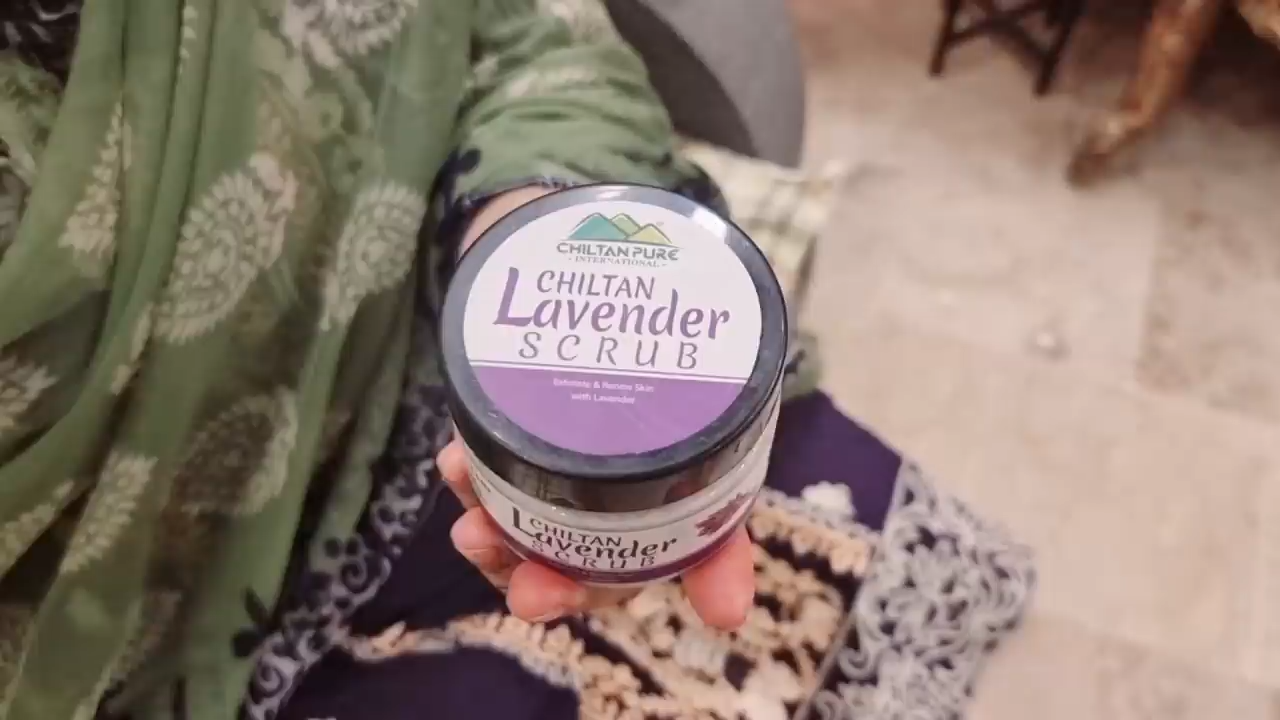 CHILTAN PURE
- INTERNATIONAL -
CHILTAN
Lavender
SCRUB
Exfoliate & Renew Skin
with Lavender
CHILTAN
Lavender
SCRUB